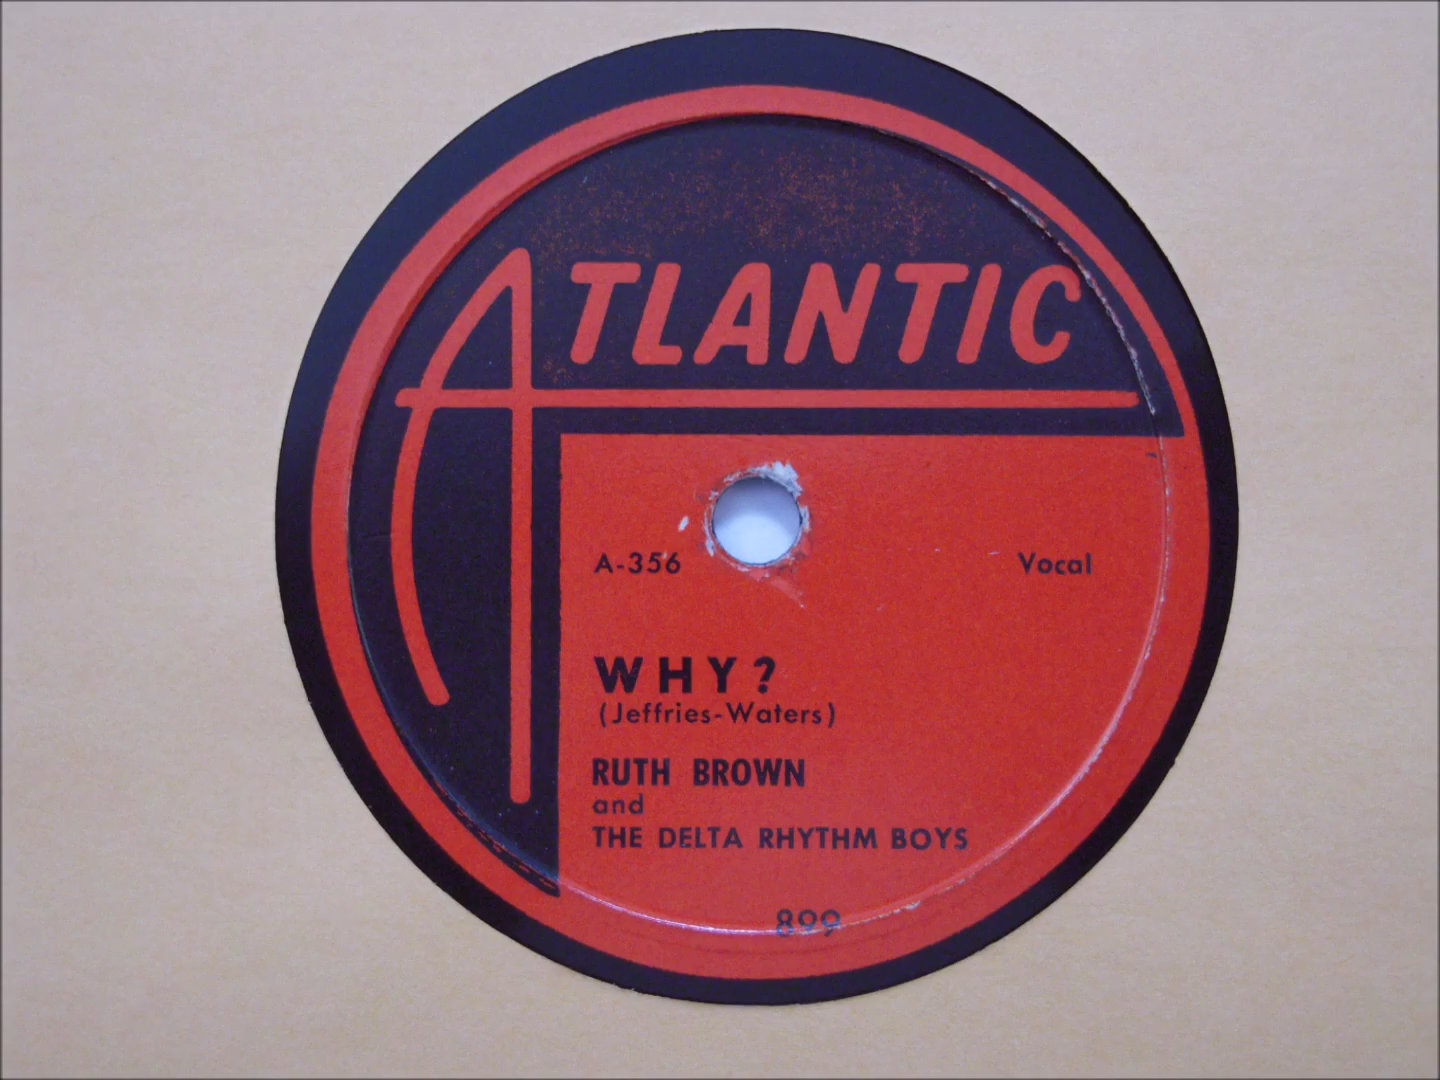 ATLANTIC
A-356 Vocal
WHY?
(Jeffries-Waters)
RUTH BROWN
and
THE DELTA RHYTHM BOYS
899